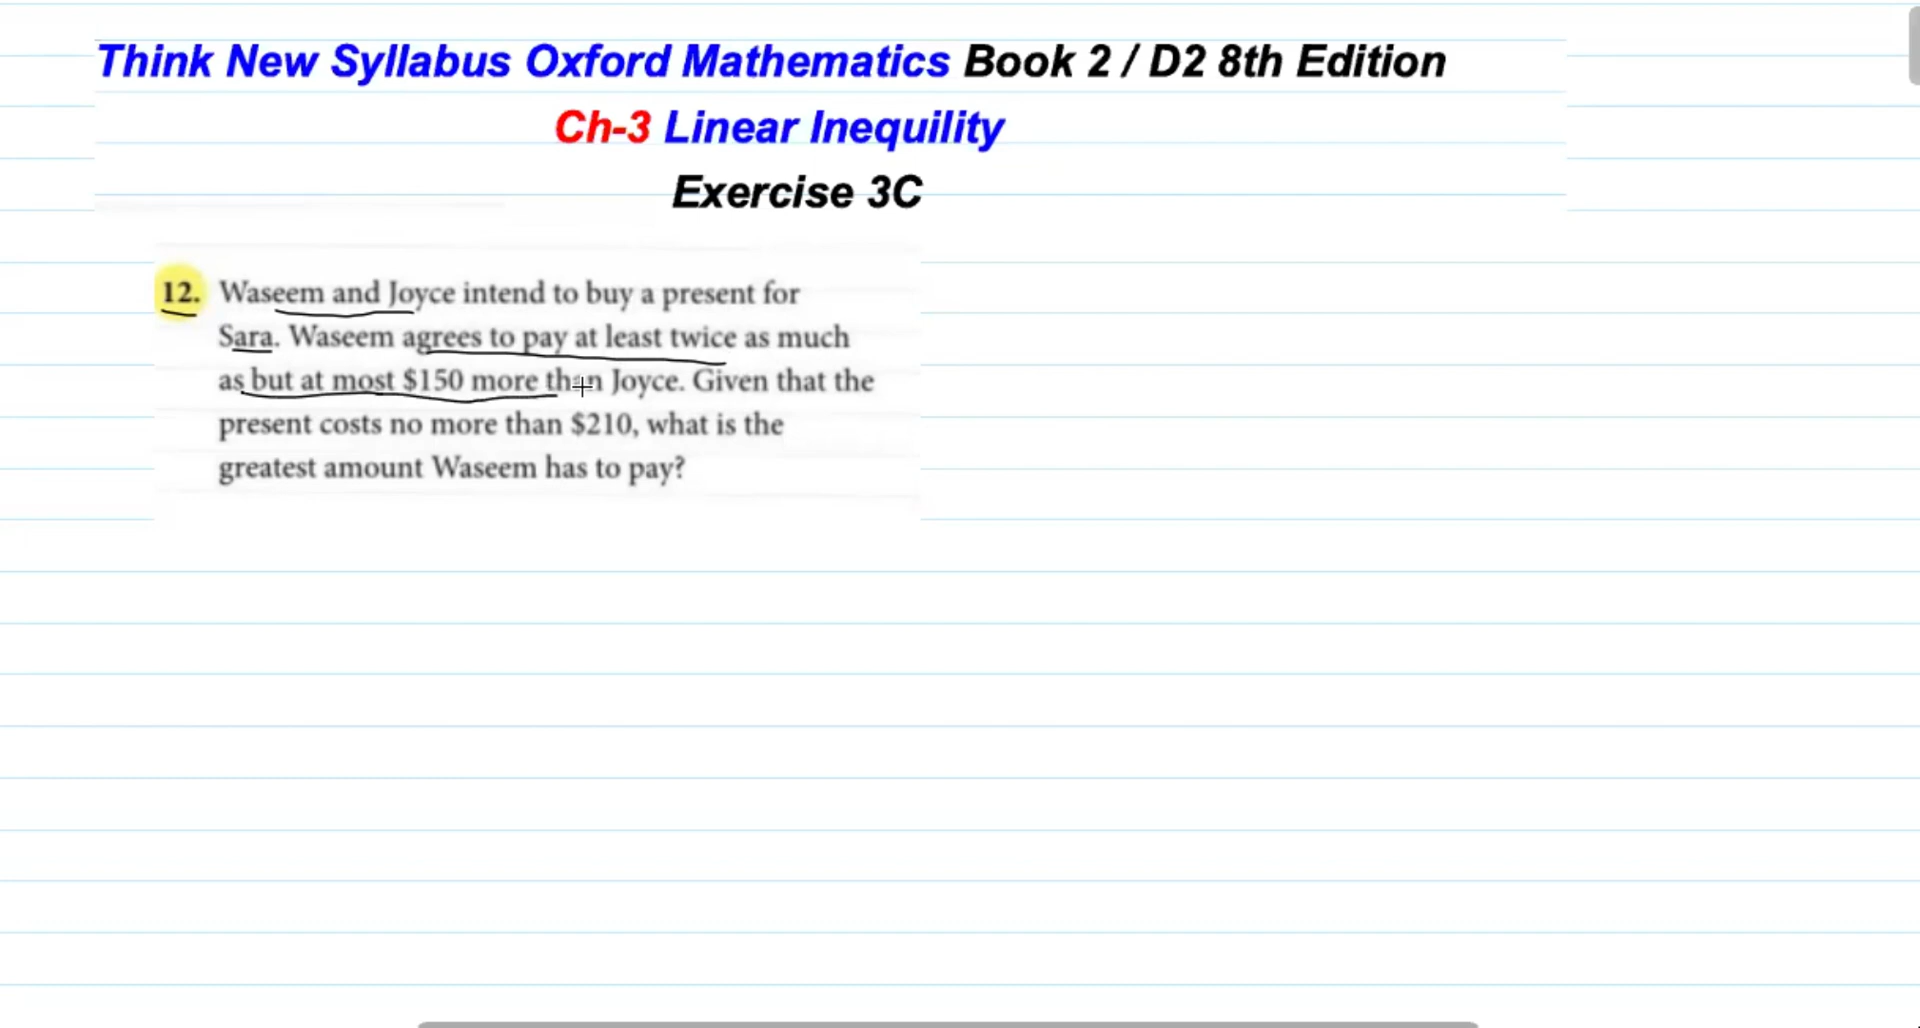 Think New Syllabus Oxford Mathematics Book 2 / D2 8th Edition
Ch-3 Linear Inequility
Exercise 3C
12. Waseem and Joyce intend to buy a present for
Sara. Waseem agrees to pay at least twice as much
as but at most $150 more than Joyce. Given that the
present costs no more than $210, what is the
greatest amount Waseem has to pay?